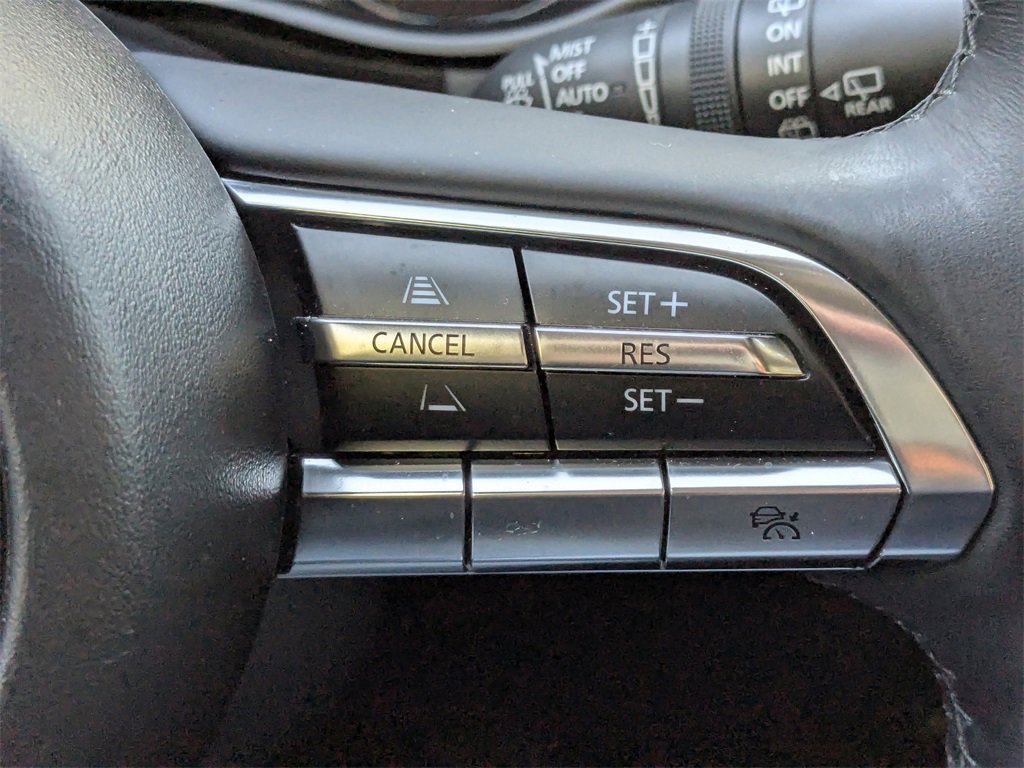 MIST
OFF
AUTO
PULL
ON
INT
OFF
REAR
SET+
CANCEL
RES
SET−